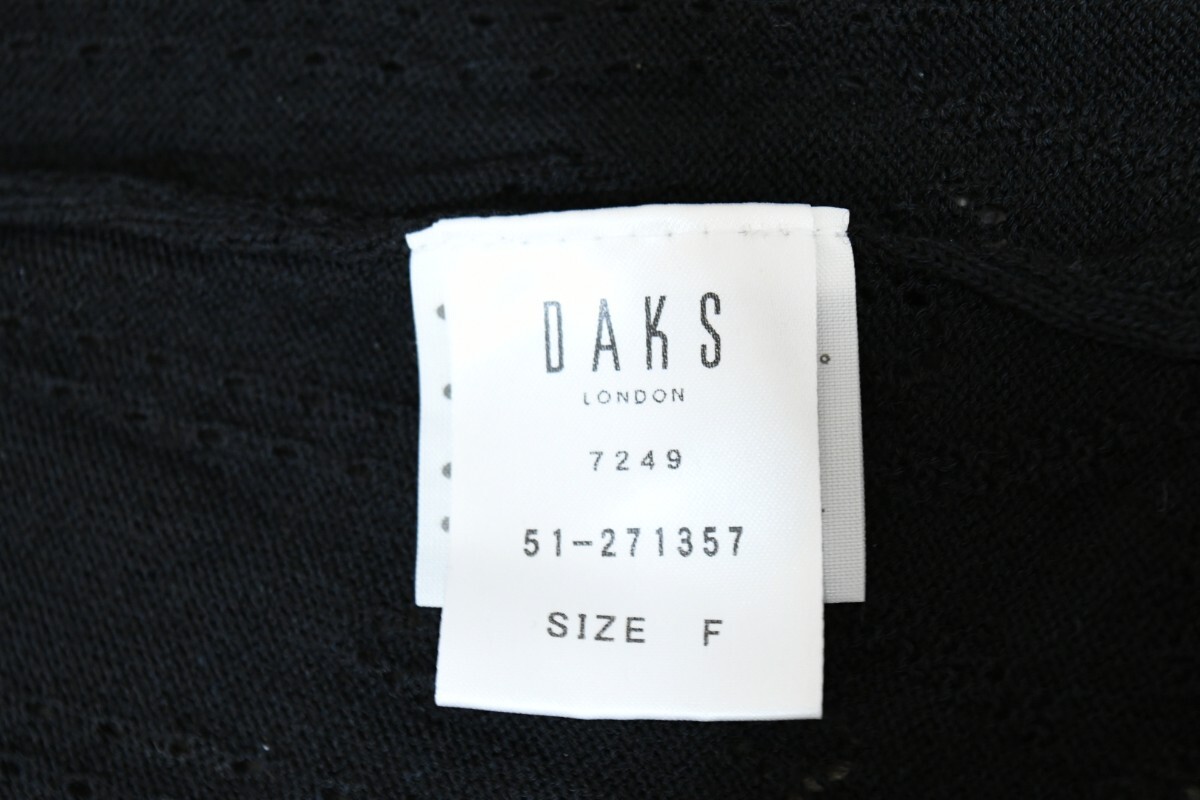 DAKS
LONDON
7249
51-271357
SIZE F